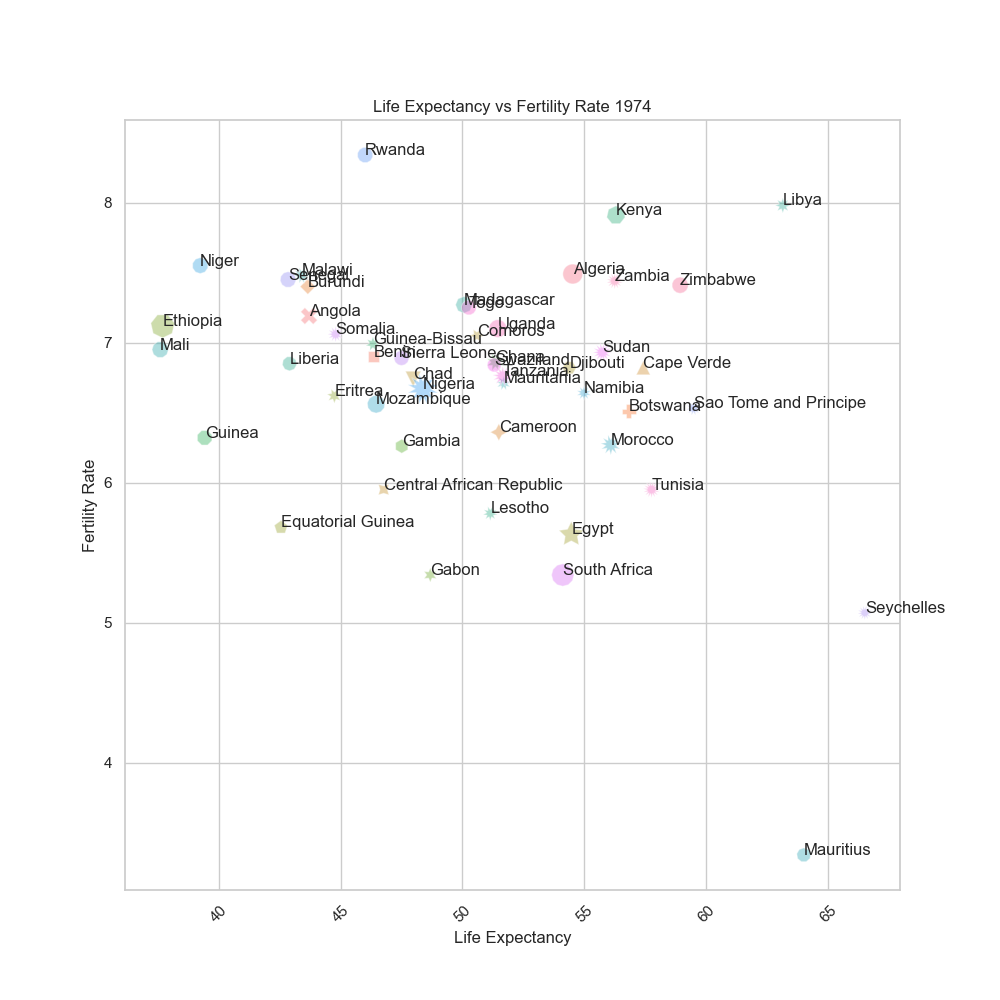 Life Expectancy vs Fertility Rate 1974
Rwanda
Libya
Kenya
Niger
Malawi
Senegal
Burundi
Algeria
Zambia
Zimbabwe
Madagascar
Togo
Angola
Ethiopia
Somalia
Uganda
Comoros
Guinea-Bissau
Mali
Benin
Sierra Leone
Ghana
Swaziland
Sudan
Liberia
Djibouti
Cape Verde
Tanzania
Mauritania
Chad
Nigeria
Eritrea
Mozambique
Namibia
Botswana
Sao Tome and Principe
Guinea
Gambia
Cameroon
Morocco
Central African Republic
Tunisia
Lesotho
Equatorial Guinea
Egypt
Gabon
South Africa
Seychelles
Mauritius
8
7
6
5
4
Fertility Rate
40
45
50
55
60
65
Life Expectancy